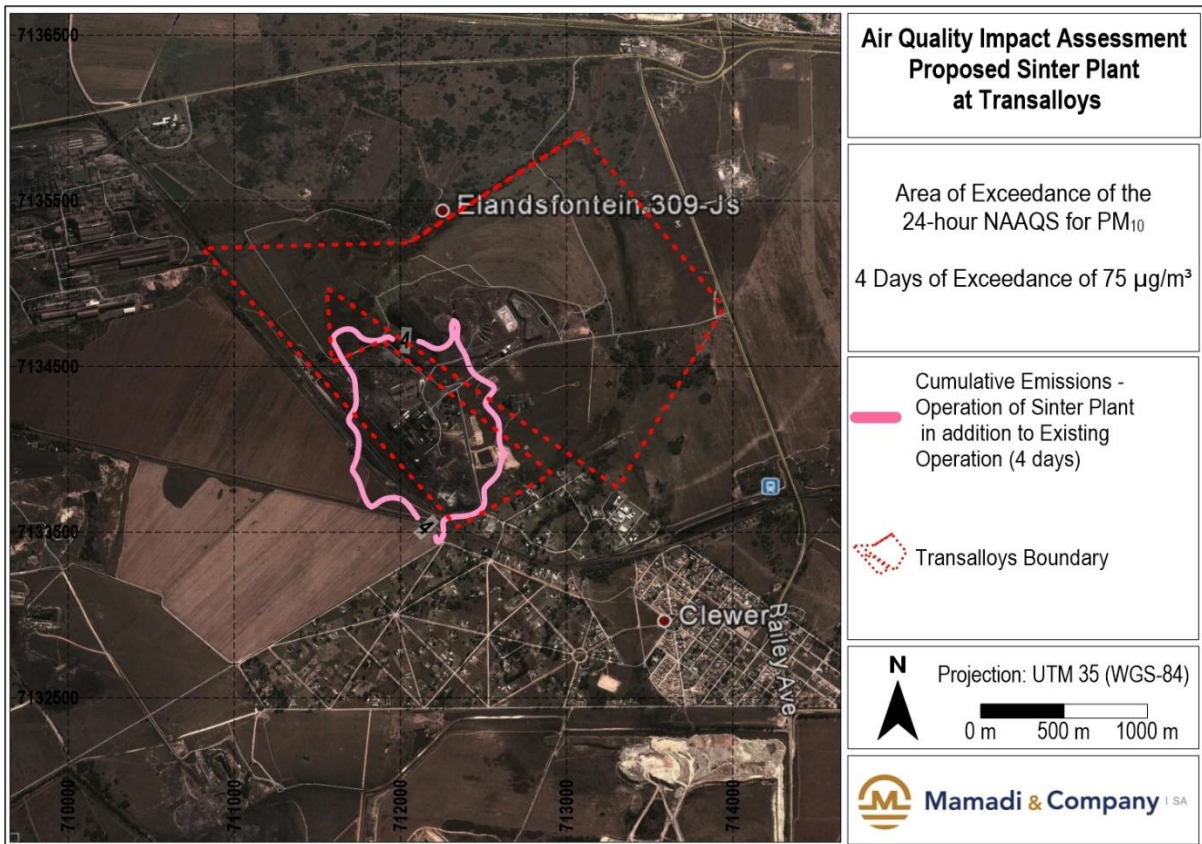 7136500
7135500
7134500
7133500
7132500
710000
711000
712000
713000
714000
Elandsfontein 309-Js
4
4
Clewer
Railey Ave
Air Quality Impact Assessment
Proposed Sinter Plant
at Transalloys
Area of Exceedance of the
24-hour NAAQS for PM₁₀
4 Days of Exceedance of 75 µg/m³
Cumulative Emissions -
Operation of Sinter Plant
in addition to Existing
Operation (4 days)
Transalloys Boundary
N
Projection: UTM 35 (WGS-84)
0 m 500 m 1000 m
Mamadi & Company | SA